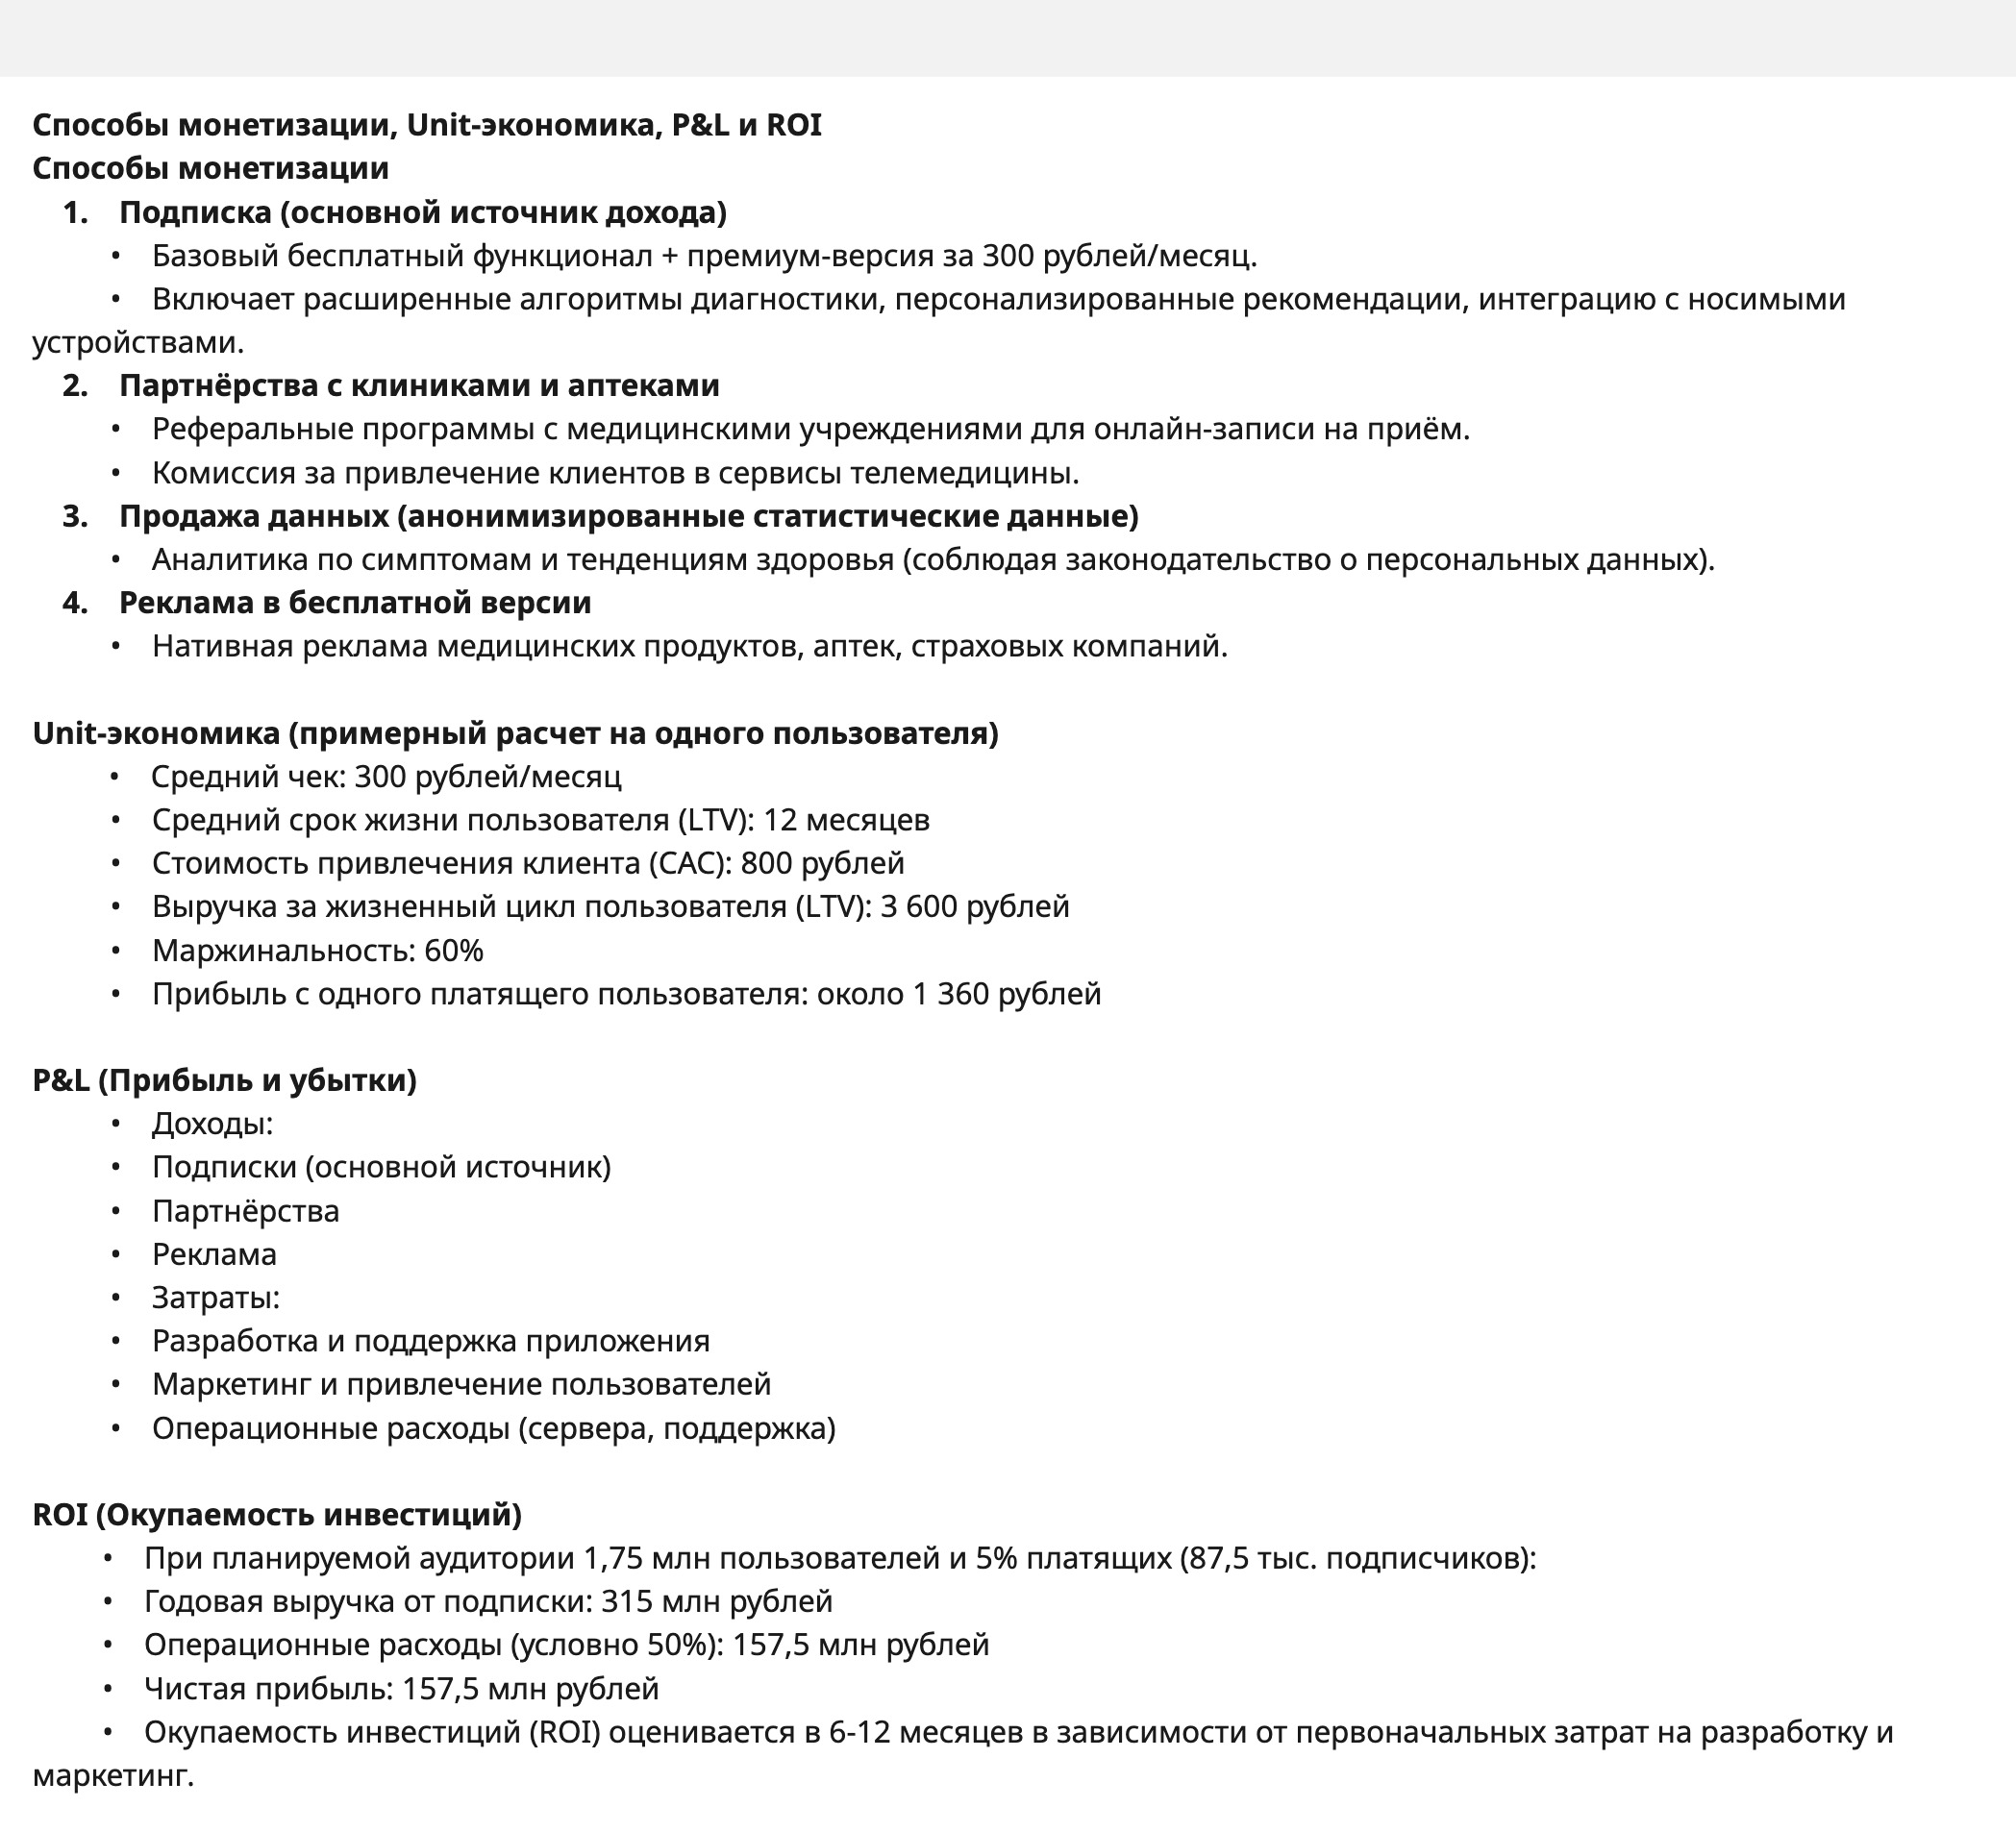 Способы монетизации, Unit-экономика, P&L и ROI
Способы монетизации
1. Подписка (основной источник дохода)
• Базовый бесплатный функционал + премиум-версия за 300 рублей/месяц.
• Включает расширенные алгоритмы диагностики, персонализированные рекомендации, интеграцию с носимыми
устройствами.
2. Партнёрства с клиниками и аптеками
• Реферальные программы с медицинскими учреждениями для онлайн-записи на приём.
• Комиссия за привлечение клиентов в сервисы телемедицины.
3. Продажа данных (анонимизированные статистические данные)
• Аналитика по симптомам и тенденциям здоровья (соблюдая законодательство о персональных данных).
4. Реклама в бесплатной версии
• Нативная реклама медицинских продуктов, аптек, страховых компаний.
Unit-экономика (примерный расчет на одного пользователя)
• Средний чек: 300 рублей/месяц
• Средний срок жизни пользователя (LTV): 12 месяцев
• Стоимость привлечения клиента (CAC): 800 рублей
• Выручка за жизненный цикл пользователя (LTV): 3 600 рублей
• Маржинальность: 60%
• Прибыль с одного платящего пользователя: около 1 360 рублей
P&L (Прибыль и убытки)
• Доходы:
• Подписки (основной источник)
• Партнёрства
• Реклама
• Затраты:
• Разработка и поддержка приложения
• Маркетинг и привлечение пользователей
• Операционные расходы (сервера, поддержка)
ROI (Окупаемость инвестиций)
• При планируемой аудитории 1,75 млн пользователей и 5% платящих (87,5 тыс. подписчиков):
• Годовая выручка от подписки: 315 млн рублей
• Операционные расходы (условно 50%): 157,5 млн рублей
• Чистая прибыль: 157,5 млн рублей
• Окупаемость инвестиций (ROI) оценивается в 6-12 месяцев в зависимости от первоначальных затрат на разработку и
маркетинг.